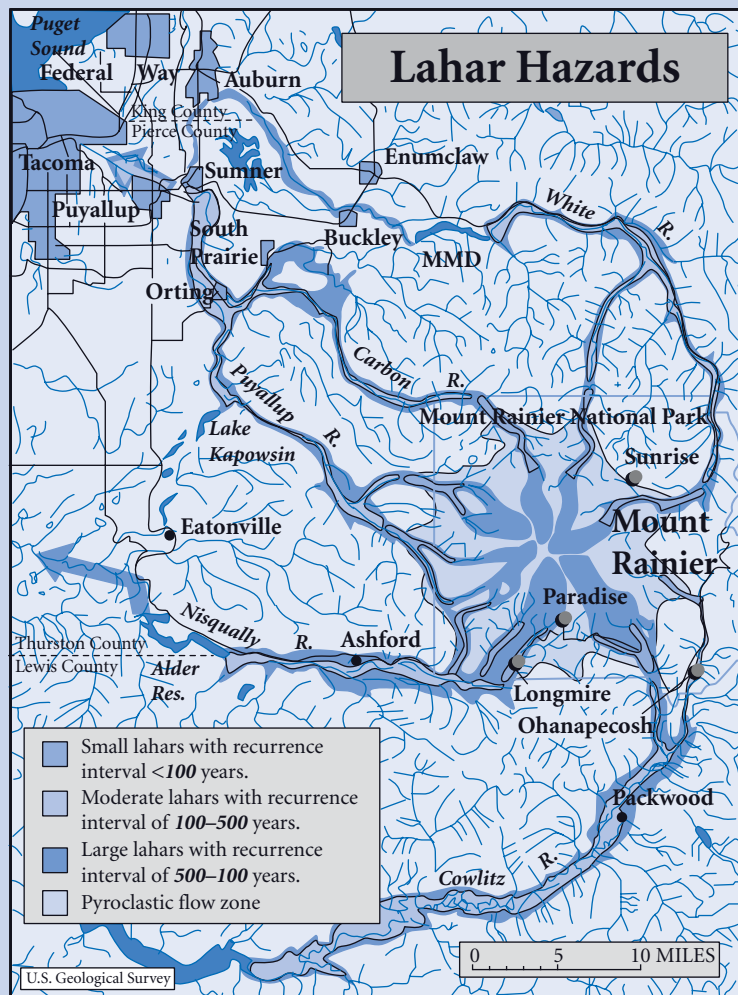 Puget
Sound
Lahar Hazards
Federal Way
Auburn
King County
Pierce County
Tacoma
Enumclaw
Sumner
Puyallup
White R.
South
Prairie
Buckley
MMD
Orting
Carbon R.
Puyallup R.
Mount Rainier National Park
Lake
Kapowsin
Sunrise
Eatonville
Mount
Rainier
Paradise
Nisqually R.
Ashford
Thurston County
Lewis County
Alder
Res.
Longmire
Ohanapecosh
Small lahars with recurrence
interval <100 years.
Moderate lahars with recurrence
interval of 100–500 years.
Large lahars with recurrence
interval of 500–100 years.
Pyroclastic flow zone
Packwood
Cowlitz R.
0 5 10 MILES
U.S. Geological Survey